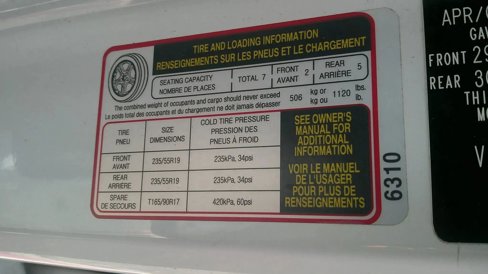 TIRE AND LOADING INFORMATION
RENSEIGNEMENTS SUR LES PNEUS ET LE CHARGEMENT
SEATING CAPACITY
NOMBRE DE PLACES
TOTAL 7
FRONT
AVANT 2
REAR
ARRIÈRE 5
The combined weight of occupants and cargo should never exceed
Le poids total des occupants et du chargement ne doit jamais dépasser
506 kg or
kg ou 1120 lbs.
lb.
TIRE
PNEU
SIZE
DIMENSIONS
COLD TIRE PRESSURE
PRESSION DES
PNEUS À FROID
FRONT
AVANT
235/55R19
235kPa, 34psi
REAR
ARRIÈRE
235/55R19
235kPa, 34psi
SPARE
DE SECOURS
T165/90R17
420kPa, 60psi
SEE OWNER'S
MANUAL FOR
ADDITIONAL
INFORMATION
VOIR LE MANUEL
DE L'USAGER
POUR PLUS DE
RENSEIGNEMENTS
6310
APR/
GAV
FRONT 29
REAR 30
THI
MO
V